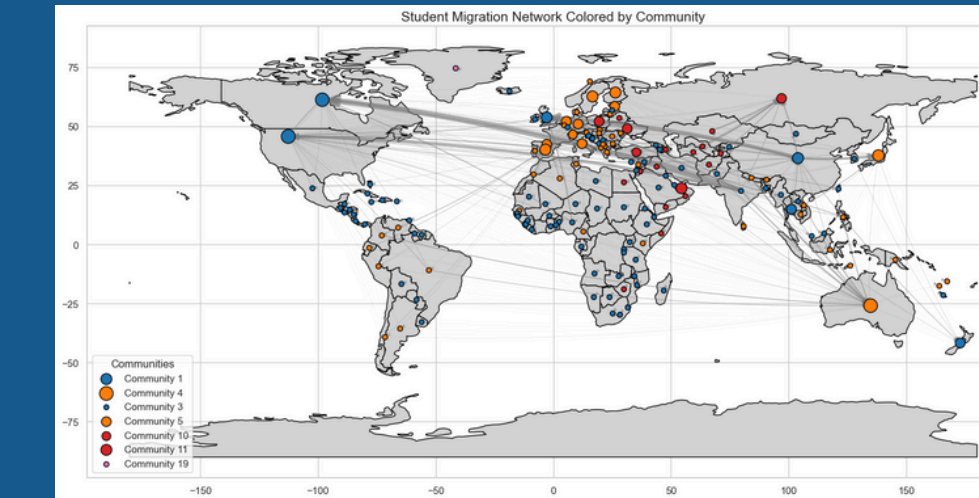 Student Migration Network Colored by Community
75
50
25
0
−25
−50
−75
Communities
Community 1
Community 4
Community 3
Community 5
Community 10
Community 11
Community 19
−150
−100
−50
0
50
100
150